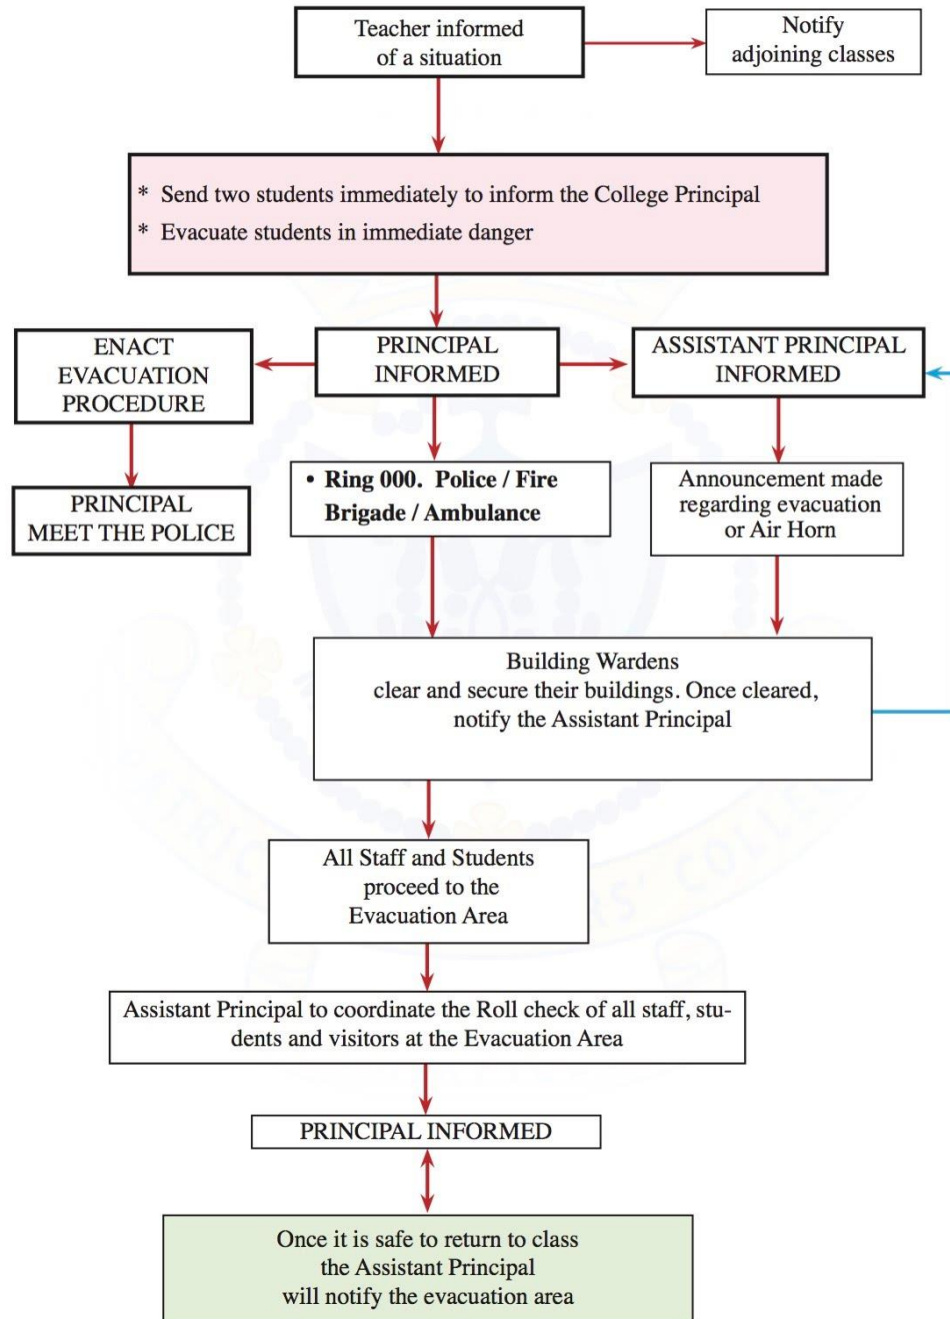 Teacher informed
of a situation
Notify
adjoining classes
* Send two students immediately to inform the College Principal
* Evacuate students in immediate danger
ENACT
EVACUATION
PROCEDURE
PRINCIPAL
INFORMED
ASSISTANT PRINCIPAL
INFORMED
PRINCIPAL
MEET THE POLICE
• Ring 000. Police / Fire
Brigade / Ambulance
Announcement made
regarding evacuation
or Air Horn
Building Wardens
clear and secure their buildings. Once cleared,
notify the Assistant Principal
All Staff and Students
proceed to the
Evacuation Area
Assistant Principal to coordinate the Roll check of all staff, stu-
dents and visitors at the Evacuation Area
PRINCIPAL INFORMED
Once it is safe to return to class
the Assistant Principal
will notify the evacuation area